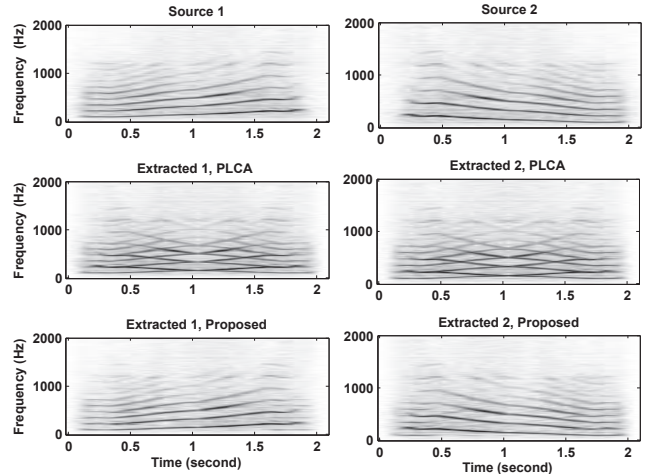 Source 1
Source 2
Frequency (Hz)
2000
1000
0
0 0.5 1 1.5 2
2000
1000
0
0 0.5 1 1.5 2
Extracted 1, PLCA
Extracted 2, PLCA
Frequency (Hz)
2000
1000
0
0 0.5 1 1.5 2
2000
1000
0
0 0.5 1 1.5 2
Extracted 1, Proposed
Extracted 2, Proposed
Frequency (Hz)
2000
1000
0
0 0.5 1 1.5 2
Time (second)
2000
1000
0
0 0.5 1 1.5 2
Time (second)